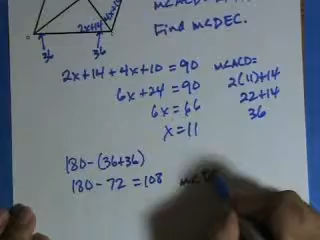 2x+14
36 36
Find m∠DEC.
2x+14+4x+10=90
6x+24=90
6x=66
x=11
m∠ACD=
2(11)+14
22+14
36
180-(36+36)
180-72=108